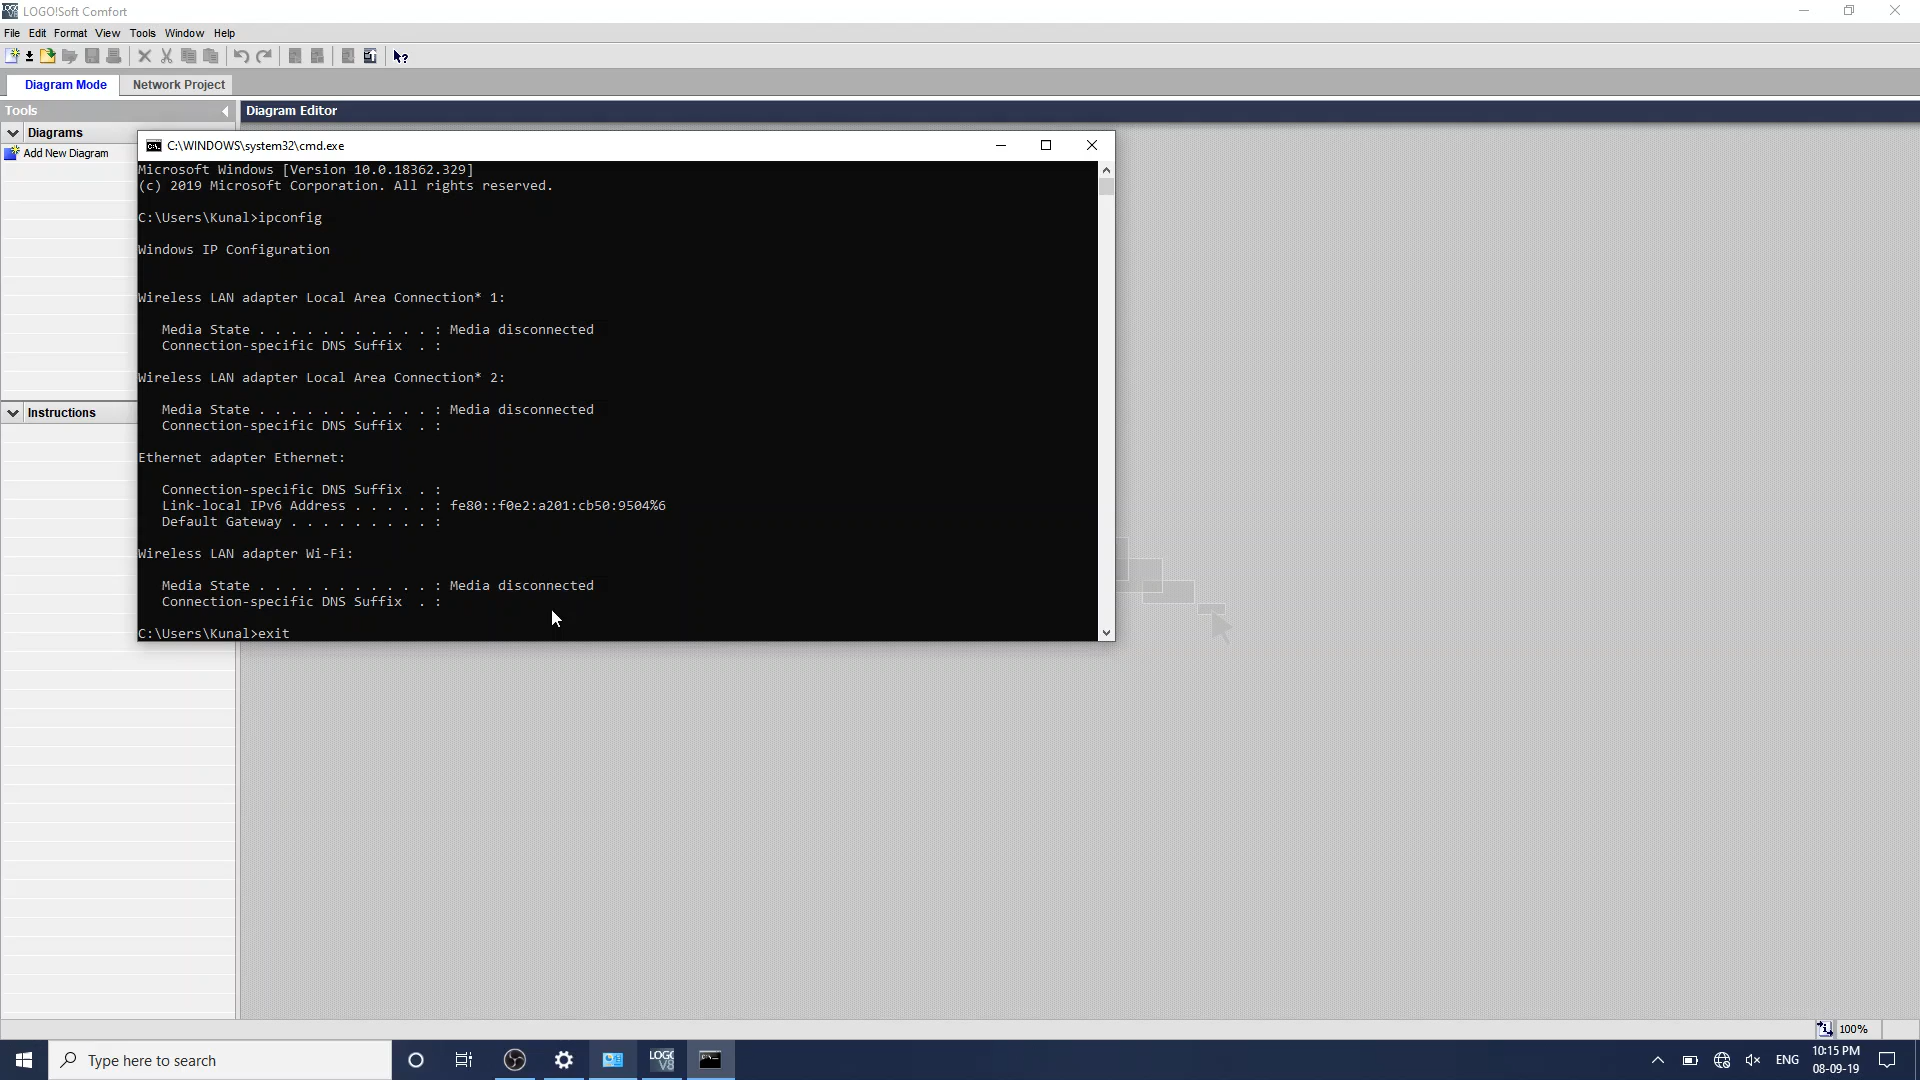 LOGO!Soft Comfort
File Edit Format View Tools Window Help
Diagram Mode Network Project
Tools
Diagram Editor
Diagrams
Add New Diagram
Instructions
C:\WINDOWS\system32\cmd.exe
Microsoft Windows [Version 10.0.18362.329]
(c) 2019 Microsoft Corporation. All rights reserved.
C:\Users\Kunal>ipconfig
Windows IP Configuration
Wireless LAN adapter Local Area Connection* 1:
Media State . . . . . . . . . . . : Media disconnected
Connection-specific DNS Suffix . :
Wireless LAN adapter Local Area Connection* 2:
Media State . . . . . . . . . . . : Media disconnected
Connection-specific DNS Suffix . :
Ethernet adapter Ethernet:
Connection-specific DNS Suffix . :
Link-local IPv6 Address . . . . . : fe80::f0e2:a201:cb50:9504%6
Default Gateway . . . . . . . . . :
Wireless LAN adapter Wi-Fi:
Media State . . . . . . . . . . . : Media disconnected
Connection-specific DNS Suffix . :
C:\Users\Kunal>exit
100%
Type here to search
LOGO V8
ENG
10:15 PM
08-09-19